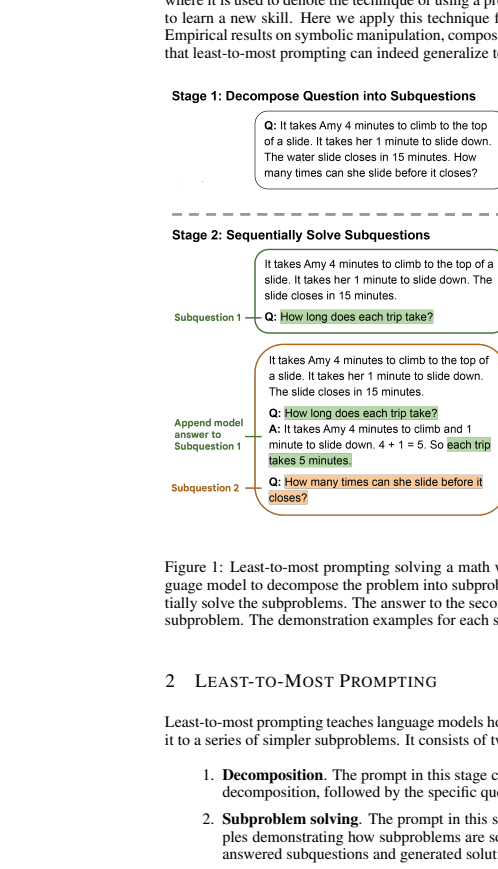 where it is used to denote the technique of using a
to learn a new skill. Here we apply this technique
Empirical results on symbolic manipulation,
that least-to-most prompting can indeed generalize
Stage 1: Decompose Question into Subquestions
Q: It takes Amy 4 minutes to climb to the top
of a slide. It takes her 1 minute to slide down.
The water slide closes in 15 minutes. How
many times can she slide before it closes?
Stage 2: Sequentially Solve Subquestions
It takes Amy 4 minutes to climb to the top of a
slide. It takes her 1 minute to slide down. The
slide closes in 15 minutes.
Subquestion 1
Q: How long does each trip take?
It takes Amy 4 minutes to climb to the top of
a slide. It takes her 1 minute to slide down.
The slide closes in 15 minutes.
Q: How long does each trip take?
A: It takes Amy 4 minutes to climb and 1
minute to slide down. 4 + 1 = 5. So each trip
takes 5 minutes.
Append model
answer to
Subquestion 1
Subquestion 2
Q: How many times can she slide before it
closes?
Figure 1: Least-to-most prompting solving a math
guage model to decompose the problem into
tially solve the subproblems. The answer to the
subproblem. The demonstration examples for each
2 LEAST-TO-MOST PROMPTING
Least-to-most prompting teaches language models
it to a series of simpler subproblems. It consists of
1. Decomposition. The prompt in this stage
decomposition, followed by the specific
2. Subproblem solving. The prompt in this
ples demonstrating how subproblems are
answered subquestions and generated